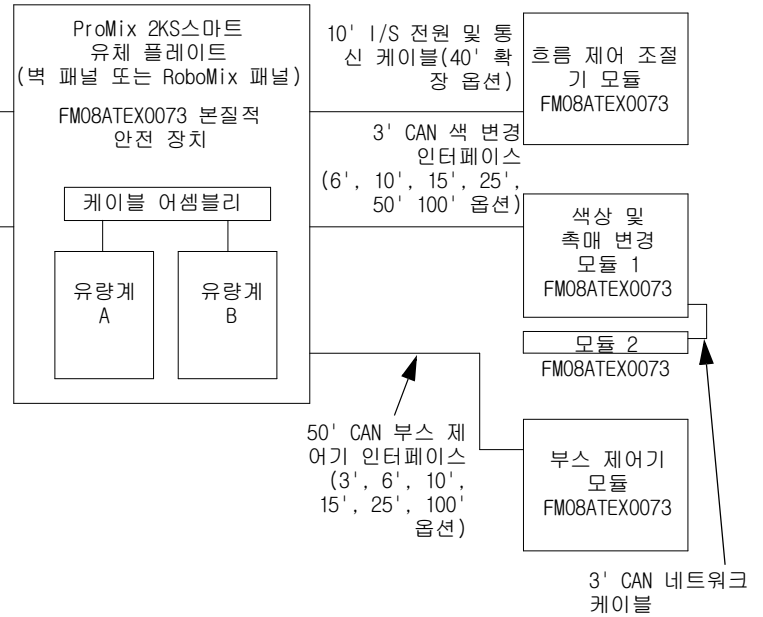 ProMix 2KS스마트
유체 플레이트
(벽 패널 또는 RoboMix 패널)
FM08ATEX0073 본질적
안전 장치
케이블 어셈블리
유량계
A
유량계
B
10' I/S 전원 및 통
신 케이블(40' 확
장 옵션)
3' CAN 색 변경
인터페이스
(6', 10', 15', 25',
50' 100' 옵션)
50' CAN 부스 제
어기 인터페이스
(3', 6', 10',
15', 25', 100'
옵션)
흐름 제어 조절
기 모듈
FM08ATEX0073
색상 및
촉매 변경
모듈 1
FM08ATEX0073
모듈 2
FM08ATEX0073
부스 제어기
모듈
FM08ATEX0073
3' CAN 네트워크
케이블